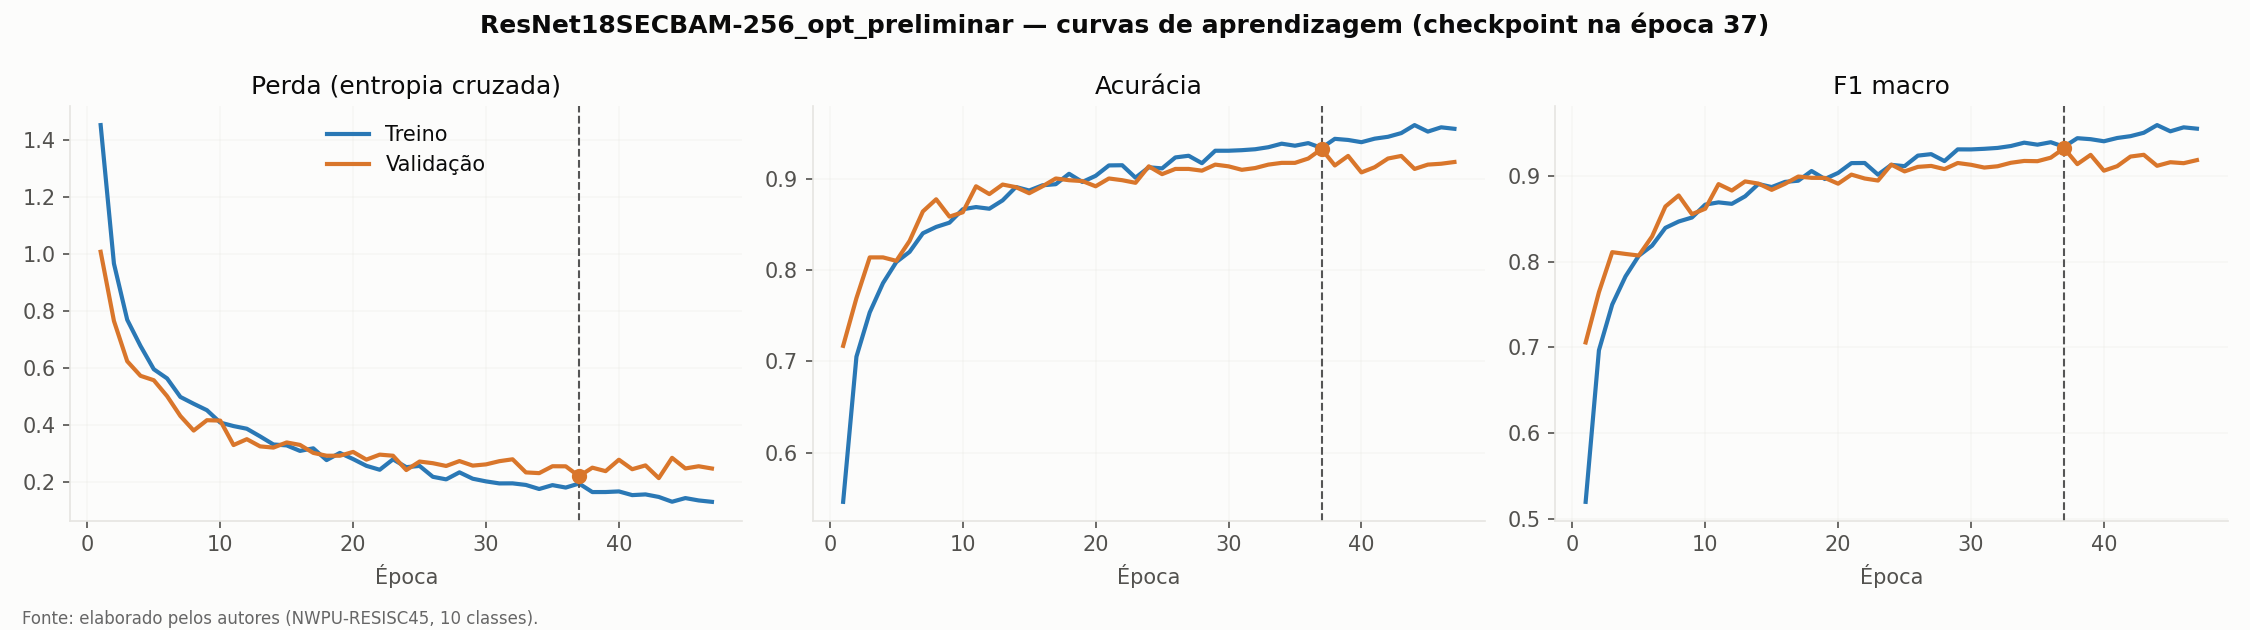 ResNet18SECBAM-256_opt_preliminar — curvas de aprendizagem (checkpoint na época 37)
Perda (entropia cruzada)
1.4
1.2
1.0
0.8
0.6
0.4
0.2
Treino
Validação
0 10 20 30 40
Época
Acurácia
0.9
0.8
0.7
0.6
0 10 20 30 40
Época
F1 macro
0.9
0.8
0.7
0.6
0.5
0 10 20 30 40
Época
Fonte: elaborado pelos autores (NWPU-RESISC45, 10 classes).